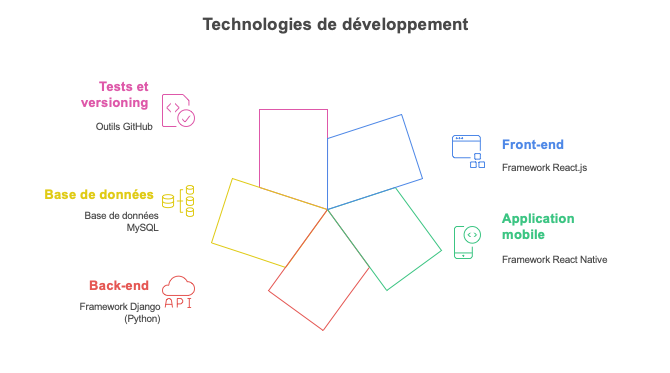 Technologies de développement
Tests et
versioning
Outils GitHub
Base de données
Base de données
MySQL
Back-end
Framework Django
(Python)
API
Front-end
Framework React.js
Application
mobile
Framework React Native